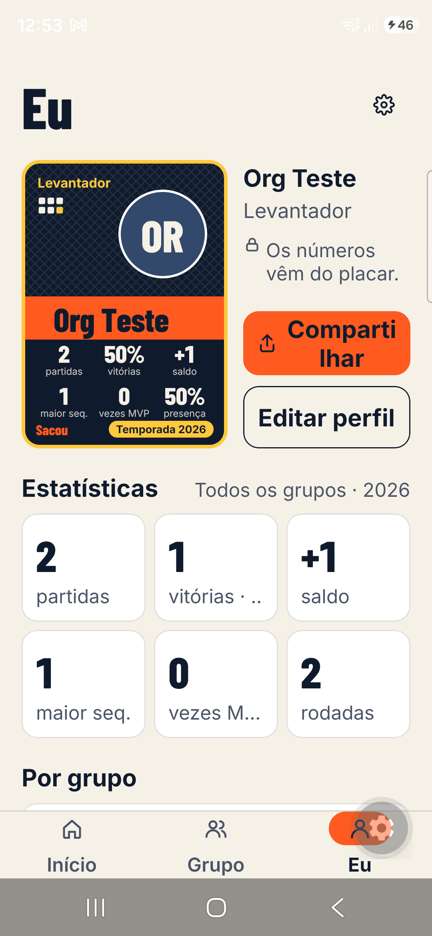 12:53
46
Eu
Levantador
OR
Org Teste
2 50% +1
partidas vitórias saldo
1 0 50%
maior seq. vezes MVP presença
Sacou Temporada 2026
Org Teste
Levantador
Os números
vêm do placar.
Comparti
lhar
Editar perfil
Estatísticas Todos os grupos · 2026
2 1 +1
partidas vitórias · .. saldo
1 0 2
maior seq. vezes M... rodadas
Por grupo
Início Grupo Eu